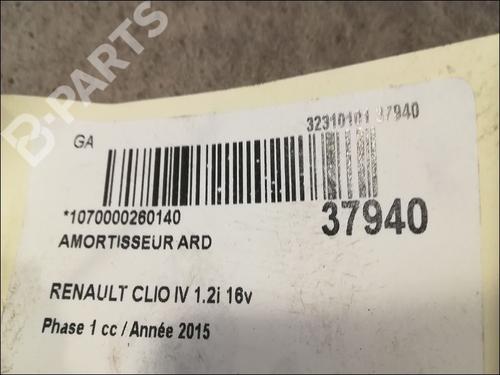 B-PARTS
GA
32310101 37940
*1070000260140
37940
AMORTISSEUR ARD
RENAULT CLIO IV 1.2i 16v
Phase 1 cc / Année 2015